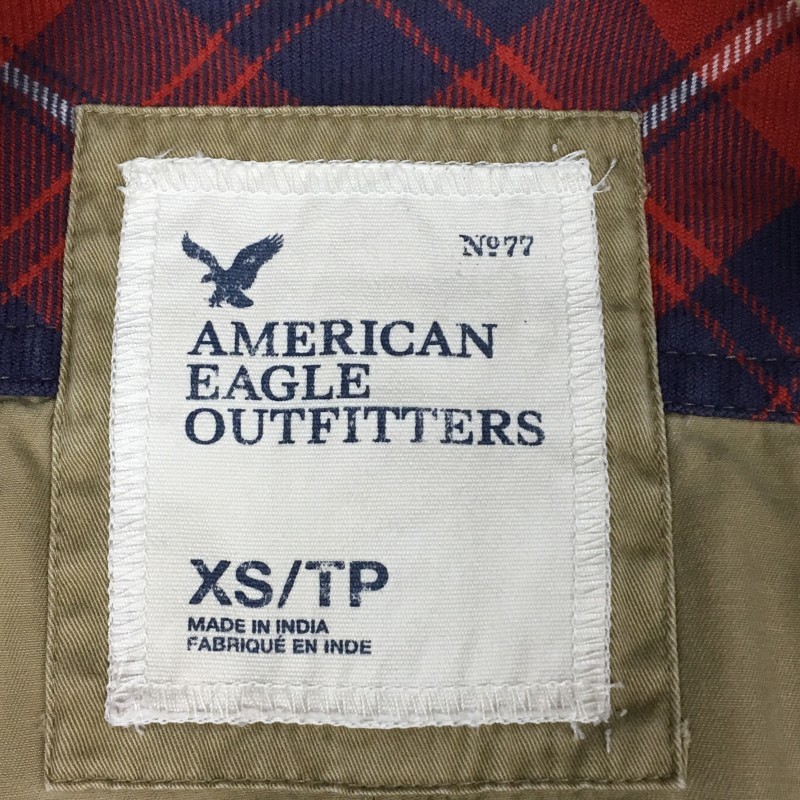 Nº77
AMERICAN
EAGLE
OUTFITTERS
XS/TP
MADE IN INDIA
FABRIQUÉ EN INDE